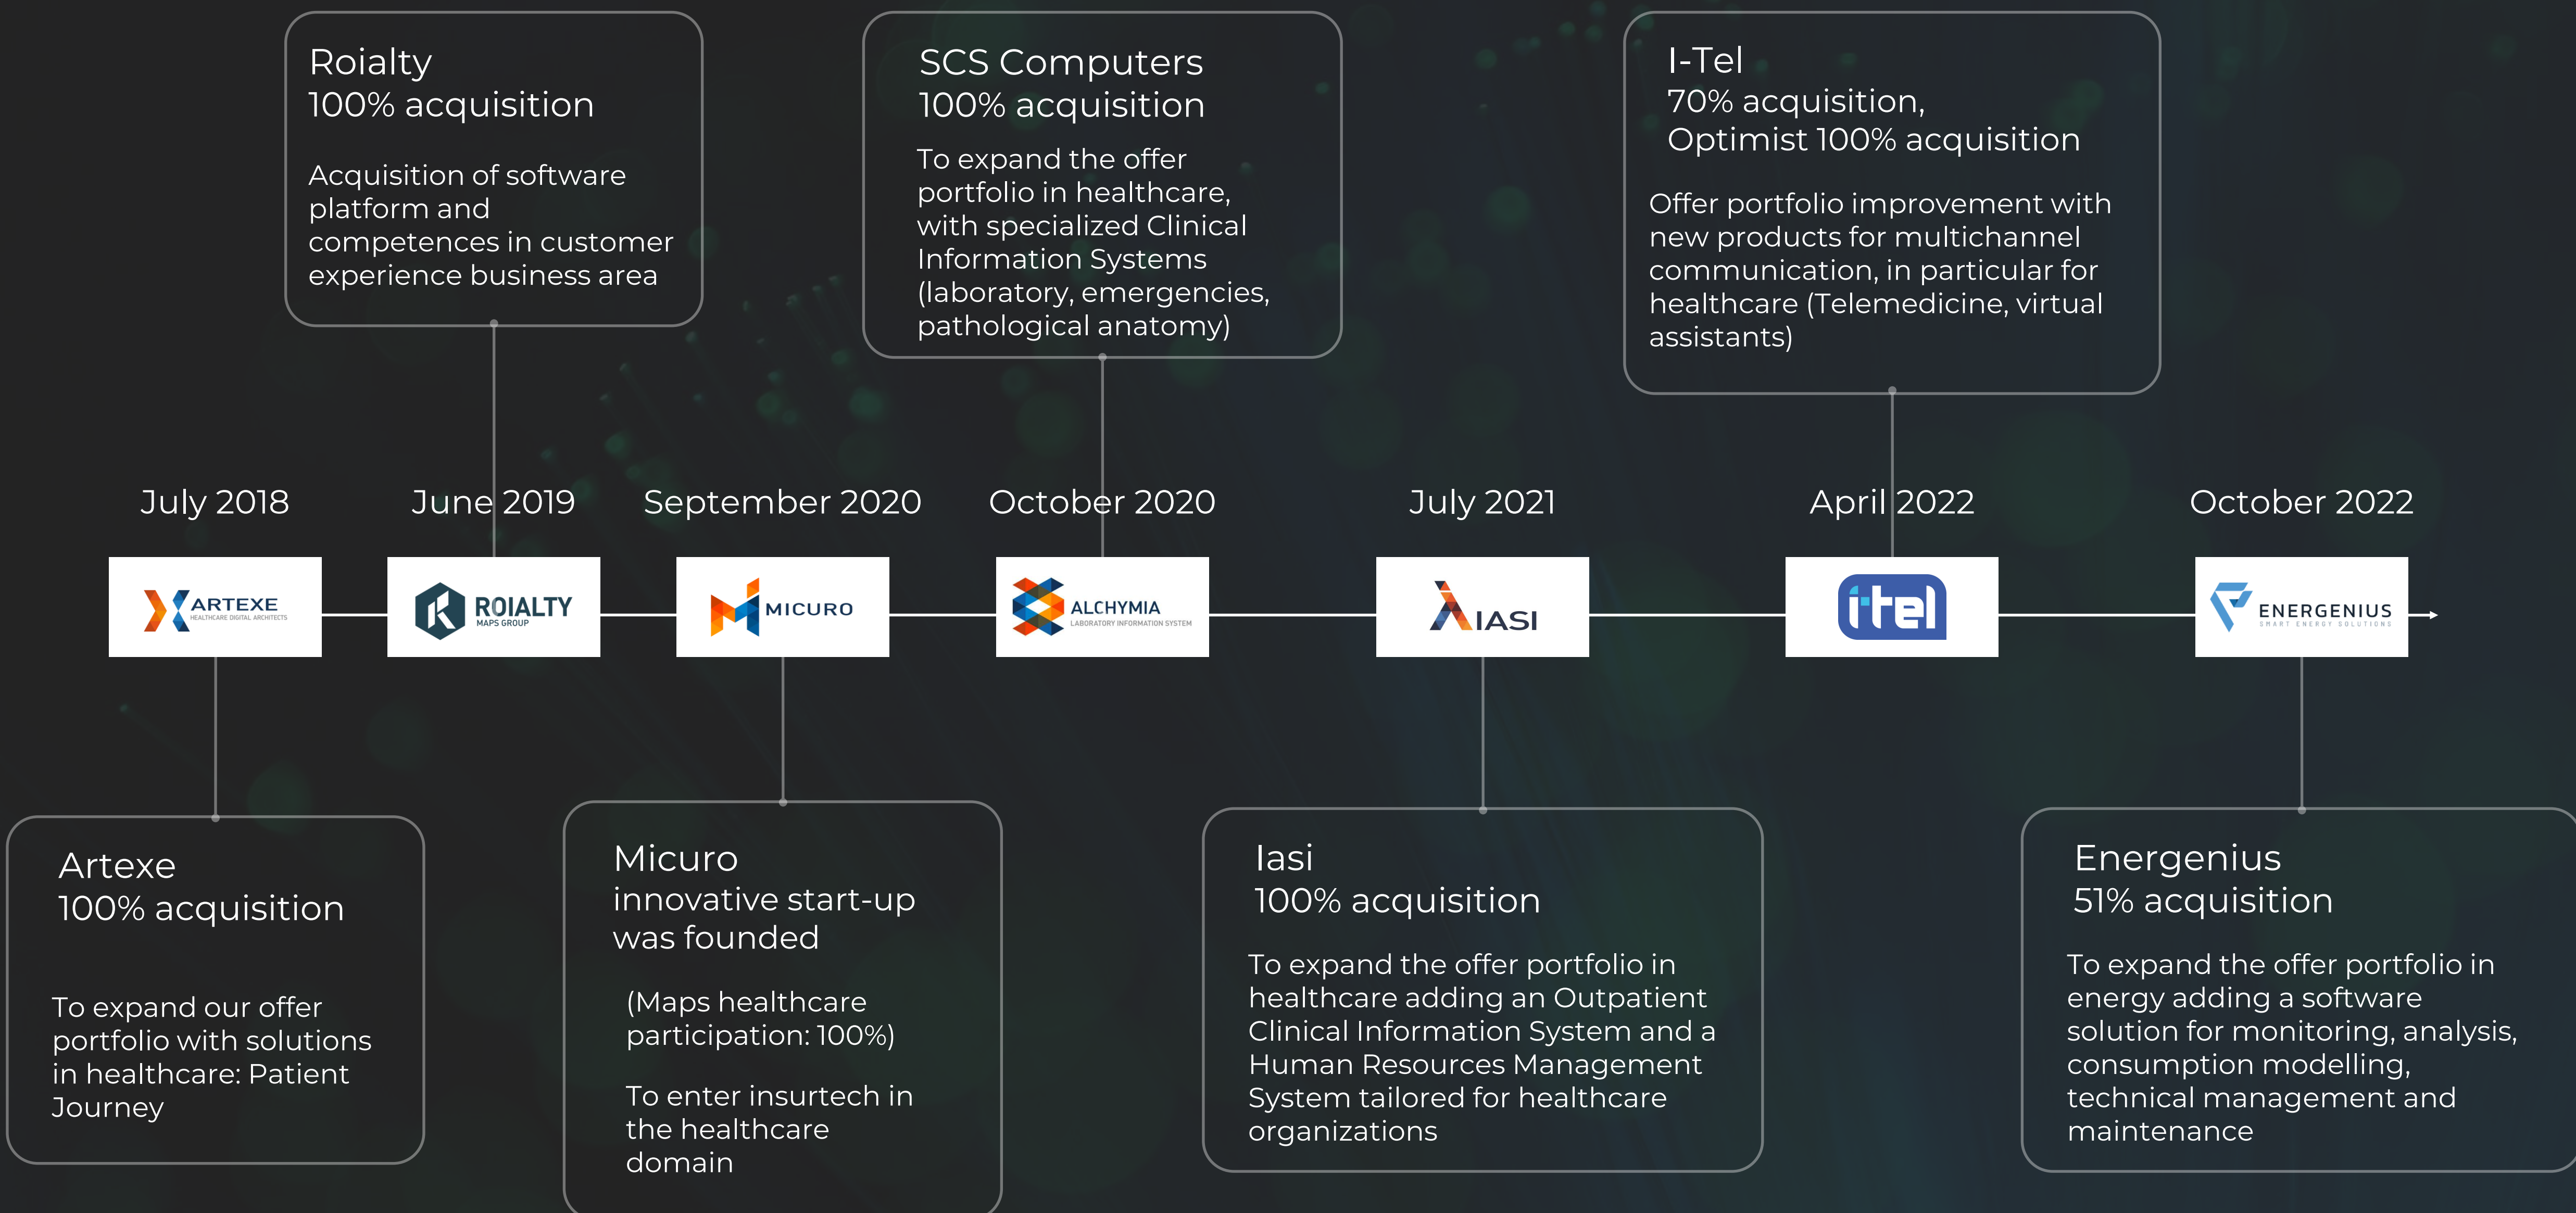 Roialty
100% acquisition
Acquisition of software
platform and
competences in customer
experience business area
SCS Computers
100% acquisition
To expand the offer
portfolio in healthcare,
with specialized Clinical
Information Systems
(laboratory, emergencies,
pathological anatomy)
I-Tel
70% acquisition,
Optimist 100% acquisition
Offer portfolio improvement with
new products for multichannel
communication, in particular for
healthcare (Telemedicine, virtual
assistants)
July 2018
June 2019
September 2020
October 2020
July 2021
April 2022
October 2022
ARTEXE
HEALTHCARE DIGITAL ARCHITECTS
ROIALTY
MAPS GROUP
MICURO
ALCHYMIA
LABORATORY INFORMATION SYSTEM
IASI
i-tel
ENERGENIUS
SMART ENERGY SOLUTIONS
Artexe
100% acquisition
To expand our offer
portfolio with solutions
in healthcare: Patient
Journey
Micuro
innovative start-up
was founded
(Maps healthcare
participation: 100%)
To enter insurtech in
the healthcare
domain
Iasi
100% acquisition
To expand the offer portfolio in
healthcare adding an Outpatient
Clinical Information System and a
Human Resources Management
System tailored for healthcare
organizations
Energenius
51% acquisition
To expand the offer portfolio in
energy adding a software
solution for monitoring, analysis,
consumption modelling,
technical management and
maintenance